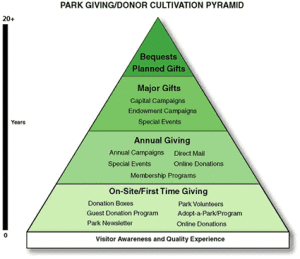 PARK GIVING/DONOR CULTIVATION PYRAMID
20+
Bequests
Planned Gifts
Major Gifts
Capital Campaigns
Endowment Campaigns
Special Events
Years
Annual Giving
Annual Campaigns Direct Mail
Special Events Online Donations
Membership Programs
On-Site/First Time Giving
Donation Boxes Park Volunteers
Guest Donation Program Adopt-a-Park/Program
Park Newsletter Online Donations
0
Visitor Awareness and Quality Experience